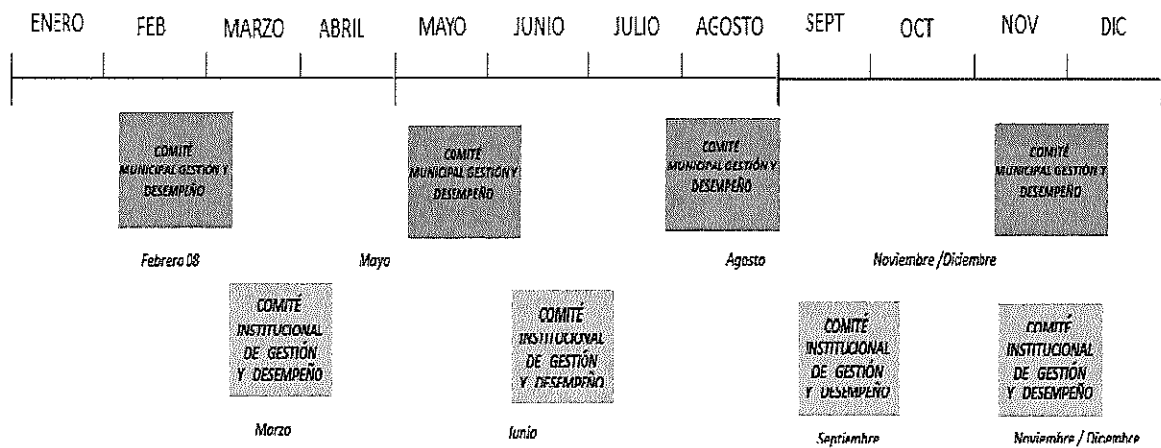 ENERO FEB MARZO ABRIL MAYO JUNIO JULIO AGOSTO SEPT OCT NOV DIC
COMITÉ
MUNICIPAL GESTIÓN Y
DESEMPEÑO
COMITÉ
MUNICIPAL GESTIÓN Y
DESEMPEÑO
COMITÉ
MUNICIPAL GESTIÓN Y
DESEMPEÑO
COMITÉ
MUNICIPAL GESTIÓN Y
DESEMPEÑO
Febrero 08
Mayo
Agosto
Noviembre /Diciembre
COMITÉ
INSTITUCIONAL
DE GESTIÓN
Y DESEMPEÑO
COMITÉ
INSTITUCIONAL
DE GESTIÓN
Y DESEMPEÑO
COMITÉ
INSTITUCIONAL
DE GESTIÓN
Y DESEMPEÑO
COMITÉ
INSTITUCIONAL
DE GESTIÓN
Y DESEMPEÑO
Marzo
Junio
Septiembre
Noviembre / Dicembre